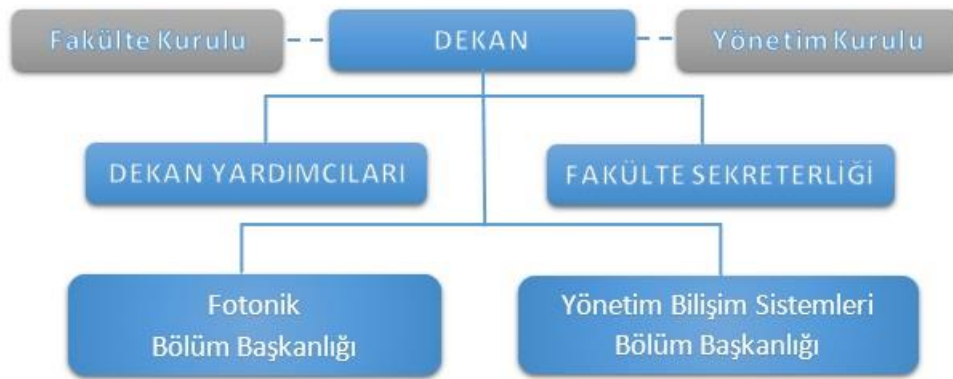 Fakülte Kurulu
DEKAN
Yönetim Kurulu
DEKAN YARDIMCILARI
FAKÜLTE SEKRETERLİĞİ
Fotonik
Bölüm Başkanlığı
Yönetim Bilişim Sistemleri
Bölüm Başkanlığı